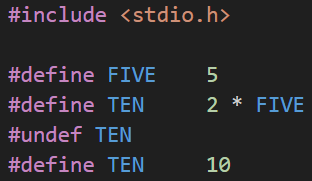 #include <stdio.h>
#define FIVE    5
#define TEN     2 * FIVE
#undef TEN
#define TEN     10